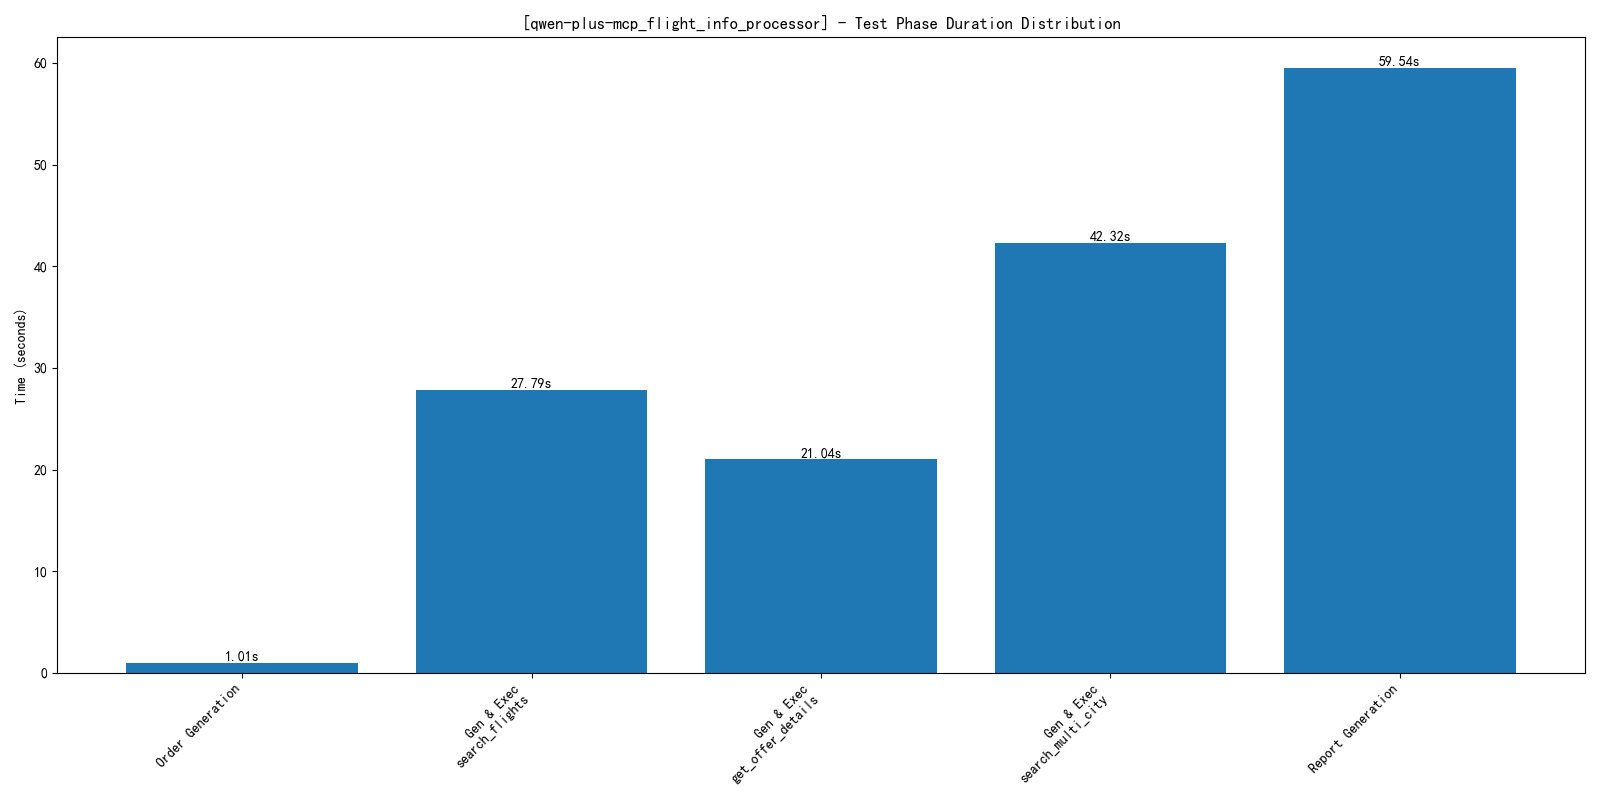 [qwen-plus-mcp_flight_info_processor] - Test Phase Duration Distribution
Time (seconds)
60
50
40
30
20
10
0
1.01s
27.79s
21.04s
42.32s
59.54s
Order Generation
Gen & Exec
search_flights
Gen & Exec
get_offer_details
Gen & Exec
search_multi_city
Report Generation